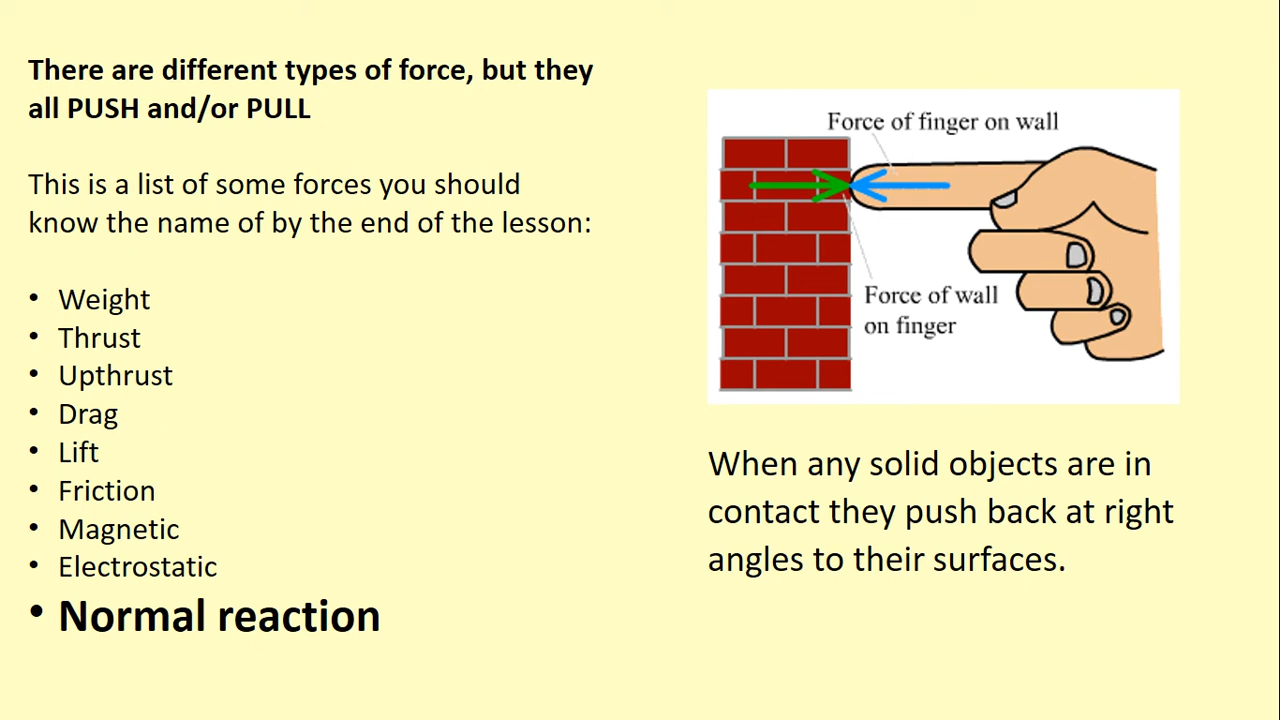 There are different types of force, but they
all PUSH and/or PULL
This is a list of some forces you should
know the name of by the end of the lesson:
• Weight
• Thrust
• Upthrust
• Drag
• Lift
• Friction
• Magnetic
• Electrostatic
• Normal reaction
Force of finger on wall
Force of wall
on finger
When any solid objects are in
contact they push back at right
angles to their surfaces.